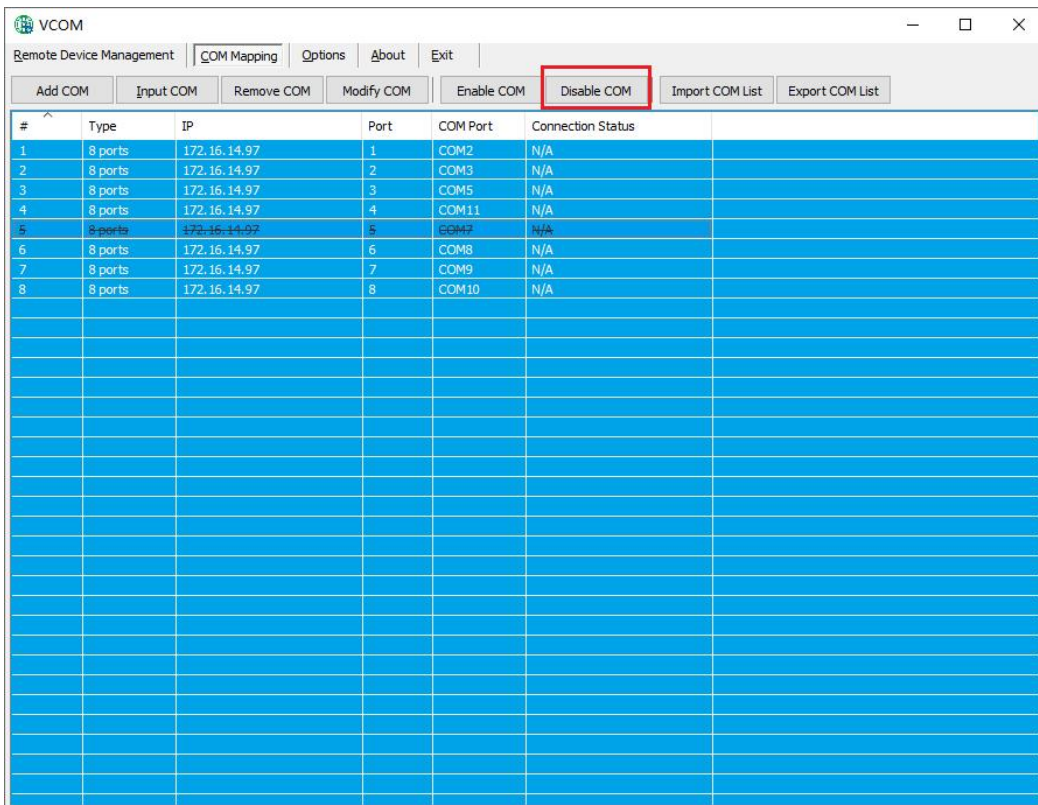 VCOM
Remote Device Management COM Mapping Options About Exit
Add COM Input COM Remove COM Modify COM Enable COM Disable COM Import COM List Export COM List
# Type IP Port COM Port Connection Status
1 8 ports 172.16.14.97 1 COM2 N/A
2 8 ports 172.16.14.97 2 COM3 N/A
3 8 ports 172.16.14.97 3 COM5 N/A
4 8 ports 172.16.14.97 4 COM11 N/A
5 8 ports 172.16.14.97 5 COM7 N/A
6 8 ports 172.16.14.97 6 COM8 N/A
7 8 ports 172.16.14.97 7 COM9 N/A
8 8 ports 172.16.14.97 8 COM10 N/A